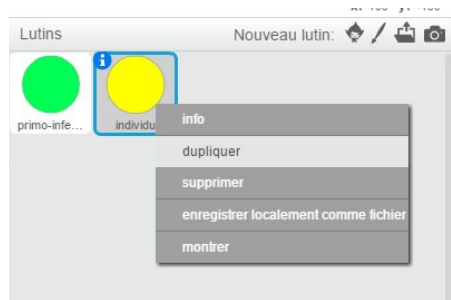 Lutins Nouveau lutin:
primo-infe... individu
info
dupliquer
supprimer
enregistrer localement comme fichier
montrer